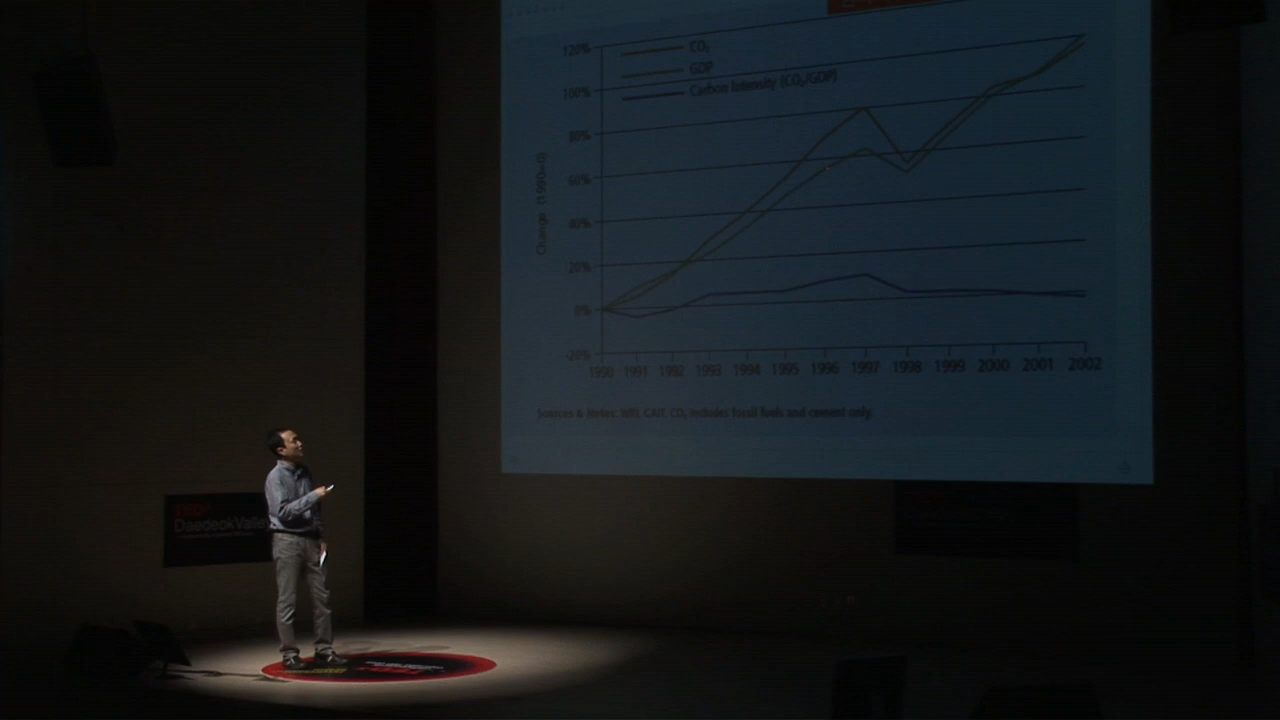 120%
CO₂
GDP
100%
Carbon Intensity (CO₂/GDP)
80%
60%
Change (1990=0)
40%
20%
0%
-20%
1990 1991 1992 1993 1994 1995 1996 1997 1998 1999 2000 2001 2002
Sources & Notes: WRI, CAIT. CO₂ includes fossil fuels and cement only.
TEDx
DaedeokValley